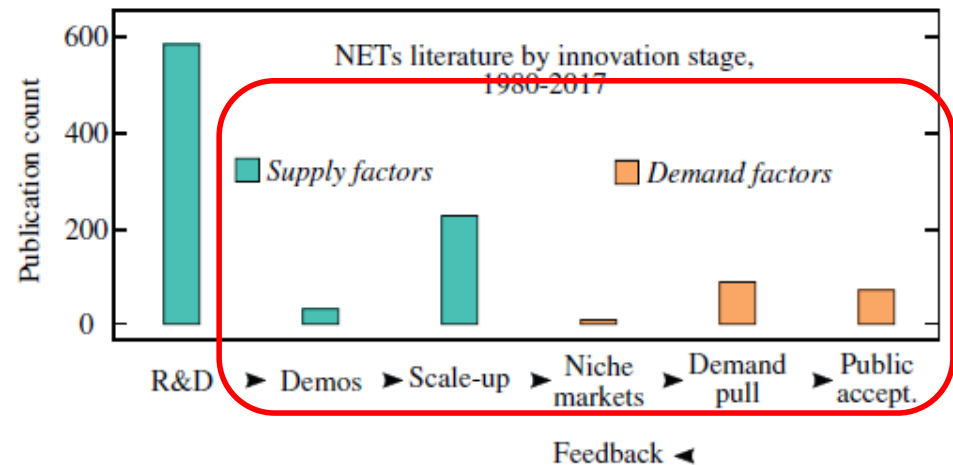 NETs literature by innovation stage,
1980-2017
Publication count
600
400
200
0
Supply factors
Demand factors
R&D ➤ Demos ➤ Scale-up ➤ Niche markets ➤ Demand pull ➤ Public accept.
Feedback ◄